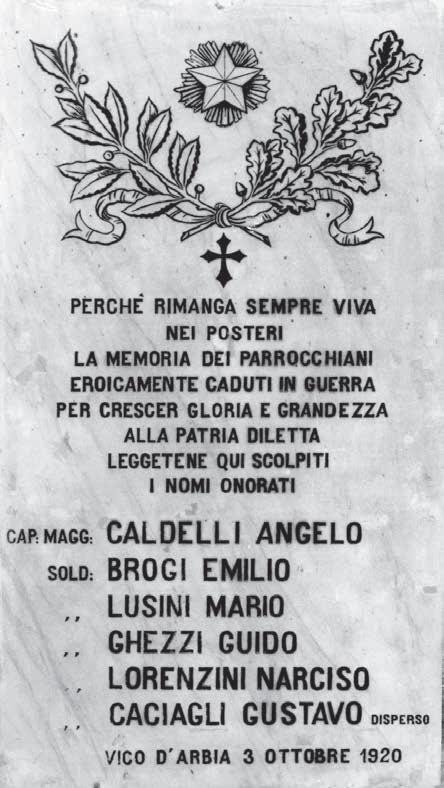 PERCHÉ RIMANGA SEMPRE VIVA
NEI POSTERI
LA MEMORIA DEI PARROCCHIANI
EROICAMENTE CADUTI IN GUERRA
PER CRESCER GLORIA E GRANDEZZA
ALLA PATRIA DILETTA
LEGGETENE QUI SCOLPITI
I NOMI ONORATI
CAP: MAGG: CALDELLI ANGELO
SOLD: BROGI EMILIO
,, LUSINI MARIO
,, GHEZZI GUIDO
,, LORENZINI NARCISO
,, CACIAGLI GUSTAVO DISPERSO
VICO D'ARBIA 3 OTTOBRE 1920